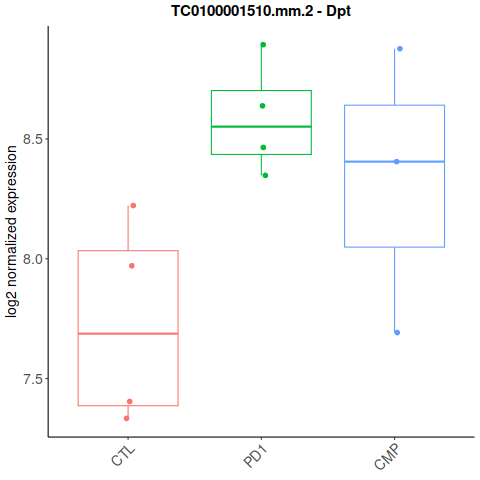 TC0100001510.mm.2 - Dpt
log2 normalized expression
8.5
8.0
7.5
CTL
PD1
CMP